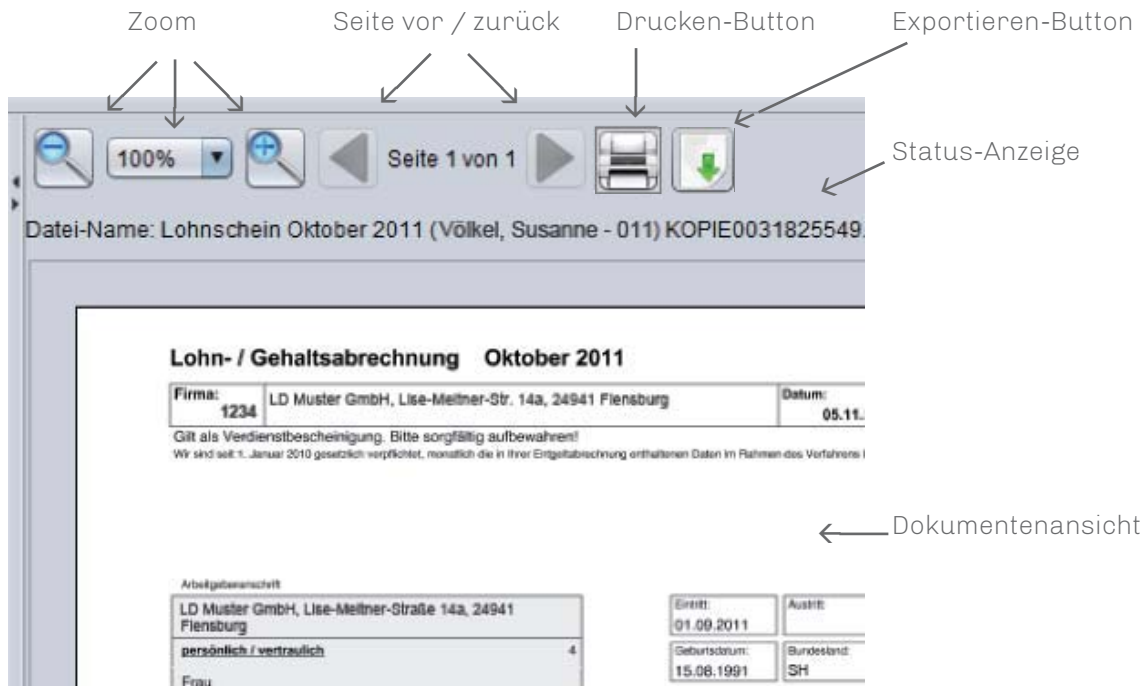 Zoom Seite vor / zurück Drucken-Button Exportieren-Button
100% Seite 1 von 1
Status-Anzeige
Datei-Name: Lohnschein Oktober 2011 (Völkel, Susanne - 011) KOPIE0031825549.
Lohn- / Gehaltsabrechnung Oktober 2011
Firma: 1234 LD Muster GmbH, Lise-Meitner-Str. 14a, 24941 Flensburg Datum: 05.11.
Gilt als Verdienstbescheinigung. Bitte sorgfältig aufbewahren!
Wir sind seit 1. Januar 2010 gesetzlich verpflichtet, monatlich die in Ihrer Entgeltabrechnung enthaltenen Daten im Rahmen des Verfahrens
Dokumentenansicht
Arbeitgeberanschrift
LD Muster GmbH, Lise-Meitner-Straße 14a, 24941
Flensburg
Eintritt: Austritt:
01.09.2011
persönlich / vertraulich 4
Geburtsdatum: Bundesland:
15.08.1991 SH
Frau